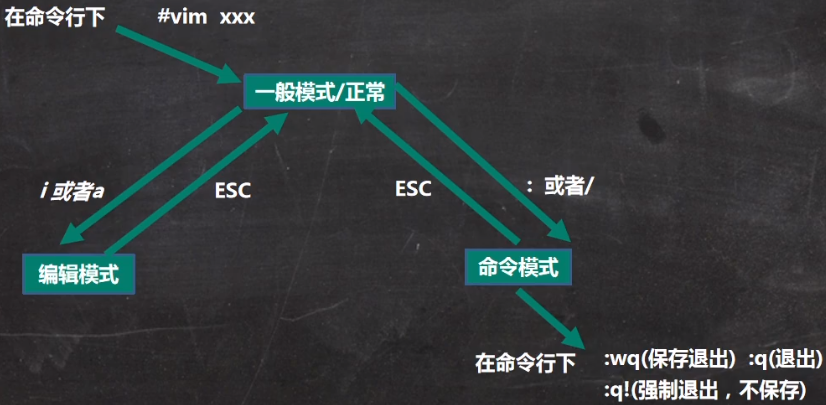 在命令行下 #vim xxx
一般模式/正常
i 或者a
ESC
ESC
: 或者/
编辑模式
命令模式
在命令行下 :wq(保存退出) :q(退出)
:q!(强制退出，不保存)